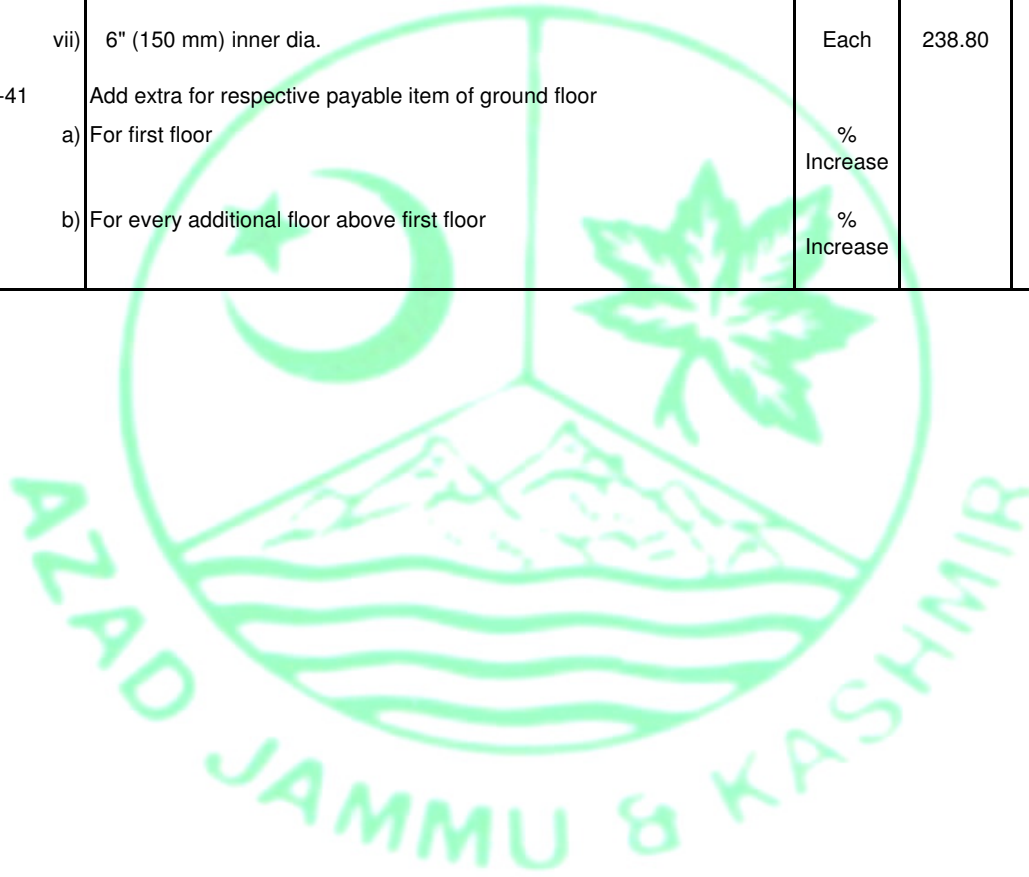 vii) 6" (150 mm) inner dia. Each 238.80
-41 Add extra for respective payable item of ground floor
a) For first floor %
Increase
b) For every additional floor above first floor %
Increase
AZAD JAMMU & KASHMIR